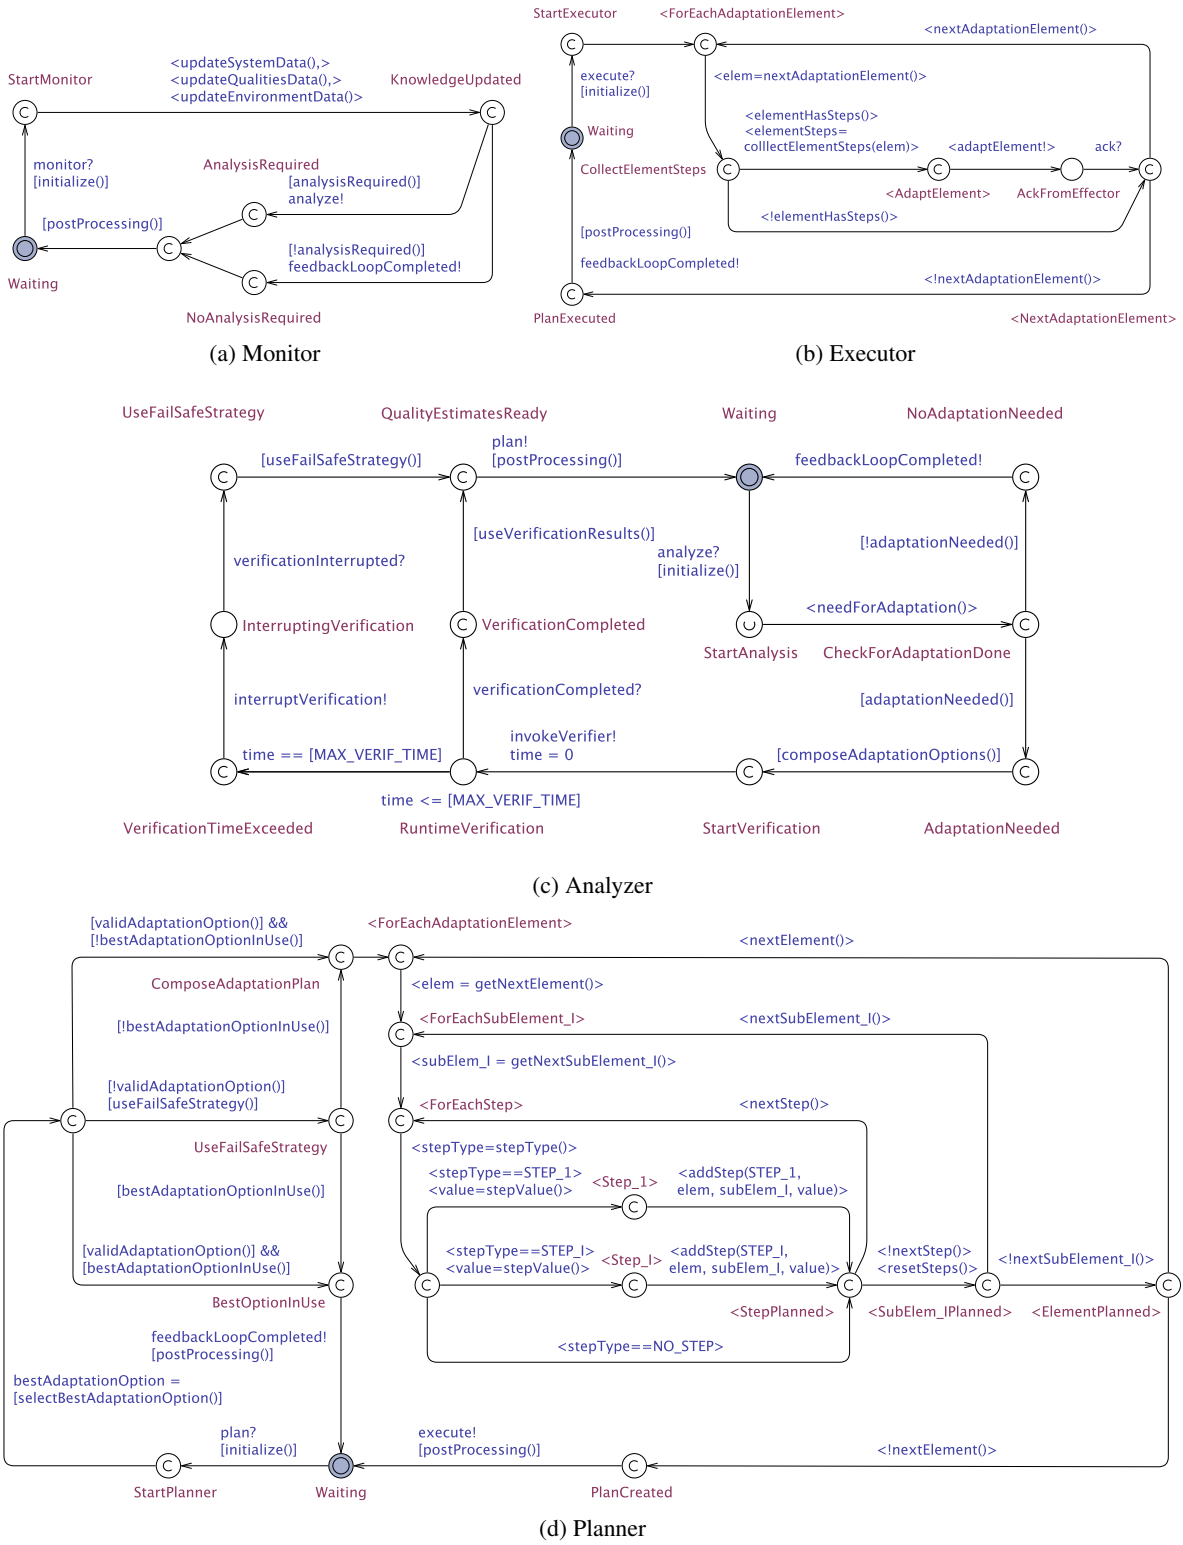 StartMonitor
<updateSystemData(),>
<updateQualitiesData(),>
<updateEnvironmentData()>
KnowledgeUpdated
C
C
monitor?
[initialize()]
AnalysisRequired
[analysisRequired()]
analyze!
C
[postProcessing()]
C
[!analysisRequired()]
feedbackLoopCompleted!
C
Waiting
NoAnalysisRequired
(a) Monitor
StartExecutor
<ForEachAdaptationElement>
<nextAdaptationElement()>
C
C
execute?
[initialize()]
<elem=nextAdaptationElement()>
Waiting
<elementHasSteps()>
<elementSteps=
colllectElementSteps(elem)>
<adaptElement!>
ack?
CollectElementSteps
C
C
C
<AdaptElement>
AckFromEffector
<!elementHasSteps()>
[postProcessing()]
feedbackLoopCompleted!
<!nextAdaptationElement()>
C
PlanExecuted
<NextAdaptationElement>
(b) Executor
UseFailSafeStrategy
QualityEstimatesReady
Waiting
NoAdaptationNeeded
plan!
[postProcessing()]
[useFailSafeStrategy()]
feedbackLoopCompleted!
C
C
C
[useVerificationResults()]
verificationInterrupted?
analyze?
[initialize()]
[!adaptationNeeded()]
<needForAdaptation()>
InterruptingVerification
C
VerificationCompleted
C
C
StartAnalysis
CheckForAdaptationDone
interruptVerification!
verificationCompleted?
[adaptationNeeded()]
invokeVerifier!
time = 0
time == [MAX_VERIF_TIME]
[composeAdaptationOptions()]
C
C
C
time <= [MAX_VERIF_TIME]
VerificationTimeExceeded
RuntimeVerification
StartVerification
AdaptationNeeded
(c) Analyzer
[validAdaptationOption()] &&
[!bestAdaptationOptionInUse()]
<ForEachAdaptationElement>
<nextElement()>
C
C
ComposeAdaptationPlan
<elem = getNextElement()>
[!bestAdaptationOptionInUse()]
<ForEachSubElement_I>
<nextSubElement_I()>
C
<subElem_I = getNextSubElement_I()>
[!validAdaptationOption()]
[useFailSafeStrategy()]
<ForEachStep>
<nextStep()>
C
C
C
UseFailSafeStrategy
<stepType=stepType()>
[bestAdaptationOptionInUse()]
<stepType==STEP_1>
<value=stepValue()>
<Step_1>
<addStep(STEP_1,
elem, subElem_I, value)>
C
[validAdaptationOption()] &&
[bestAdaptationOptionInUse()]
<stepType==STEP_I>
<value=stepValue()>
<Step_I>
<addStep(STEP_I,
elem, subElem_I, value)>
<!nextStep()>
<resetSteps()>
<!nextSubElement_I()>
C
C
C
C
C
C
BestOptionInUse
<StepPlanned>
<SubElem_IPlanned>
<ElementPlanned>
feedbackLoopCompleted!
[postProcessing()]
<stepType==NO_STEP>
bestAdaptationOption =
[selectBestAdaptationOption()]
plan?
[initialize()]
execute!
[postProcessing()]
<!nextElement()>
C
C
StartPlanner
Waiting
PlanCreated
(d) Planner